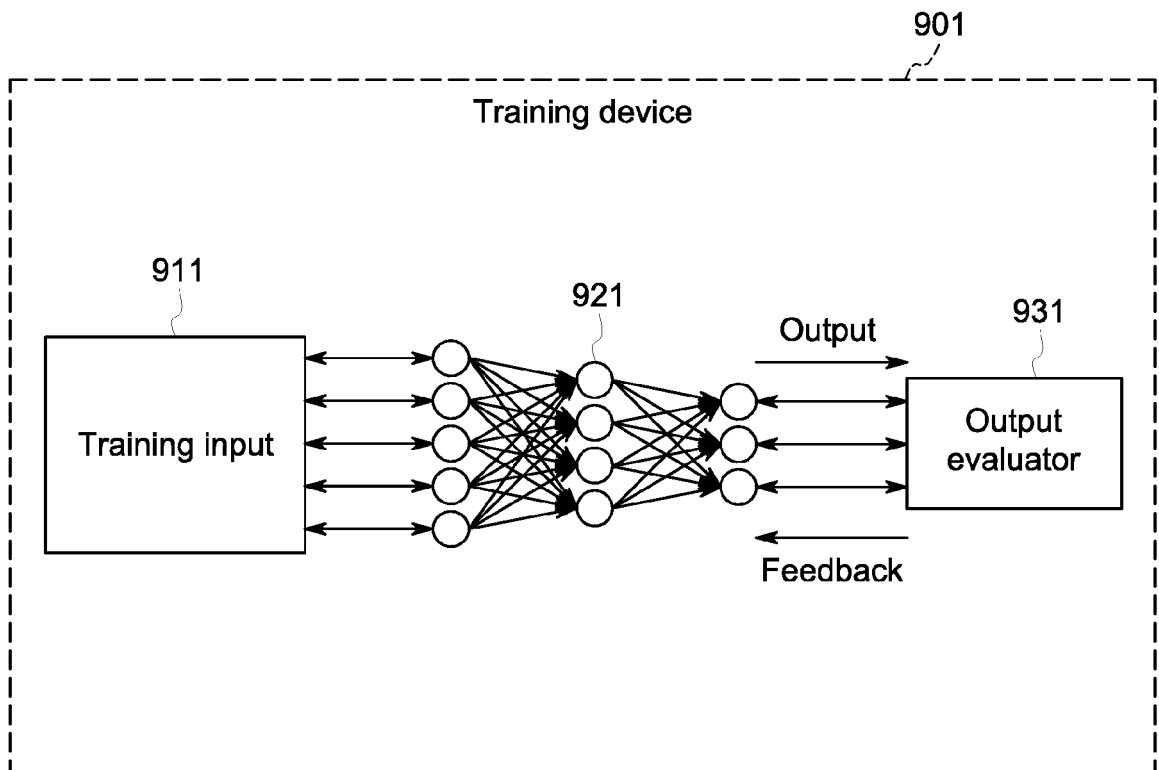 901
Training device
911
921
931
Output
Training input
Output
evaluator
Feedback